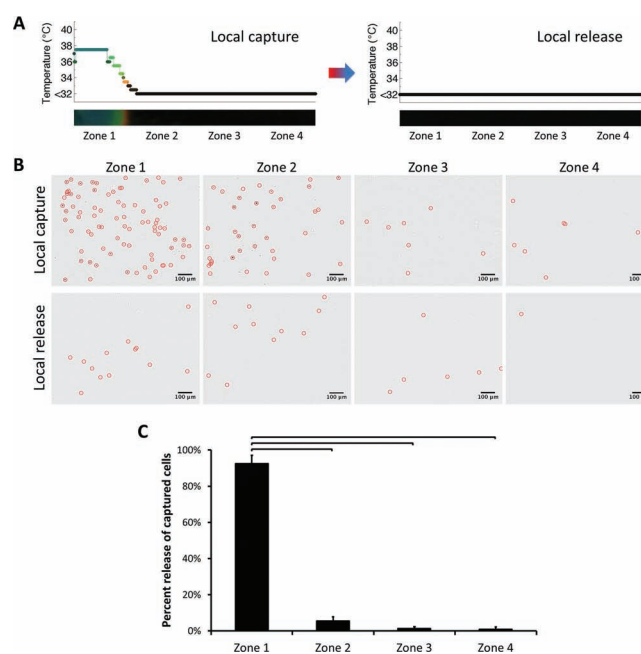 A
Temperature (°C)
40
38
36
34
<32
Local capture
Zone 1 Zone 2 Zone 3 Zone 4
Temperature (°C)
40
38
36
34
<32
Local release
Zone 1 Zone 2 Zone 3 Zone 4
B
Zone 1 Zone 2 Zone 3 Zone 4
Local capture
100 µm 100 µm 100 µm 100 µm
Local release
100 µm 100 µm 100 µm 100 µm
C
Percent release of captured cells
100%
80%
60%
40%
20%
0%
Zone 1 Zone 2 Zone 3 Zone 4